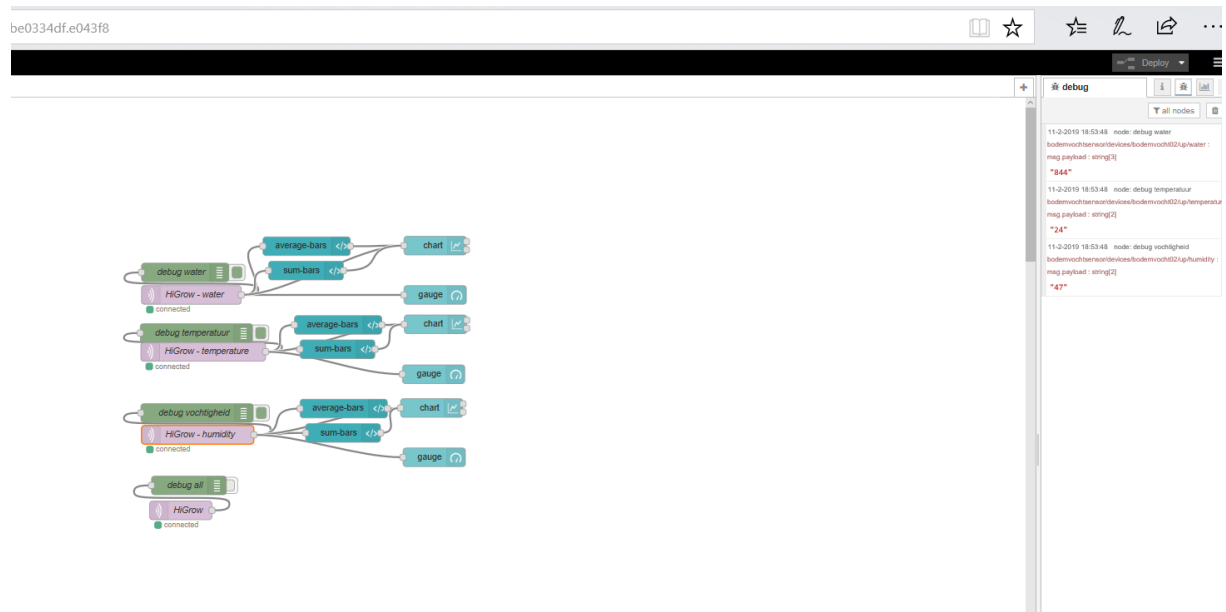 be0334df.e043f8
Deploy
debug
all nodes
11-2-2019 18:53:48 node: debug water
bodemvochtsensor/devices/bodemvocht02/up/water :
msg.payload : string[3]
"844"
11-2-2019 18:53:48 node: debug temperatuur
bodemvochtsensor/devices/bodemvocht02/up/temperatur
msg.payload : string[2]
"24"
11-2-2019 18:53:48 node: debug vochtigheid
bodemvochtsensor/devices/bodemvocht02/up/humidity :
msg.payload : string[2]
"47"
average-bars
chart
debug water
sum-bars
HiGrow - water
gauge
connected
average-bars
chart
debug temperatuur
sum-bars
HiGrow - temperature
connected
gauge
average-bars
chart
debug vochtigheid
sum-bars
HiGrow - humidity
connected
gauge
debug all
HiGrow
connected